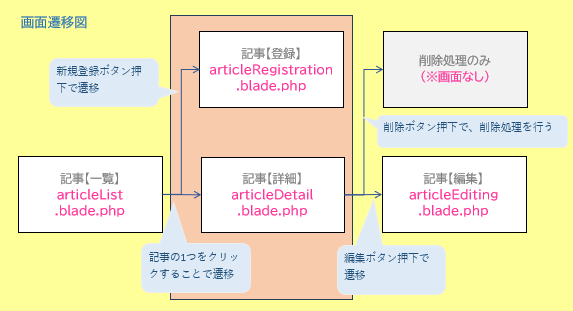 画面遷移図
記事【登録】
articleRegistration
.blade.php
削除処理のみ
(※画面なし)
新規登録ボタン押
下で遷移
削除ボタン押下で、削除処理を行う
記事【一覧】
articleList
.blade.php
記事【詳細】
articleDetail
.blade.php
記事【編集】
articleEditing
.blade.php
記事の1つをクリッ
クすることで遷移
編集ボタン押下で
遷移